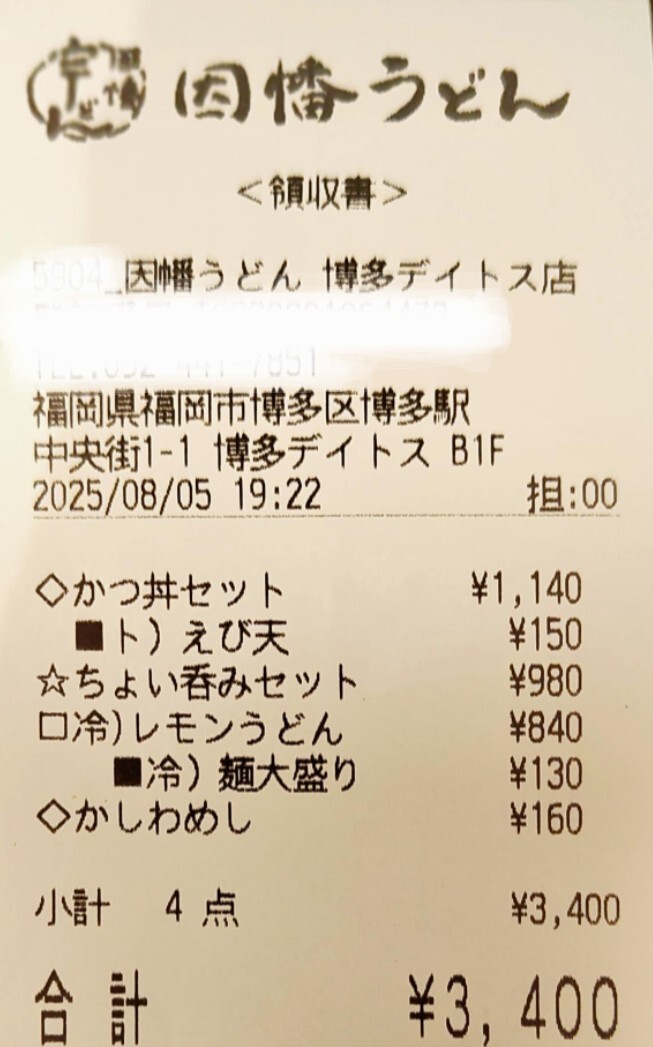 因幡うどん
<領収書>
5904_因幡うどん 博多デイトス店
福岡県福岡市博多区博多駅
中央街1-1 博多デイトス B1F
2025/08/05 19:22 担:00
◇かつ丼セット ¥1,140
■ト) えび天 ¥150
☆ちょい呑みセット ¥980
□冷)レモンうどん ¥840
■冷) 麺大盛り ¥130
◇かしわめし ¥160
小計 4 点 ¥3,400
合 計 ¥3,400